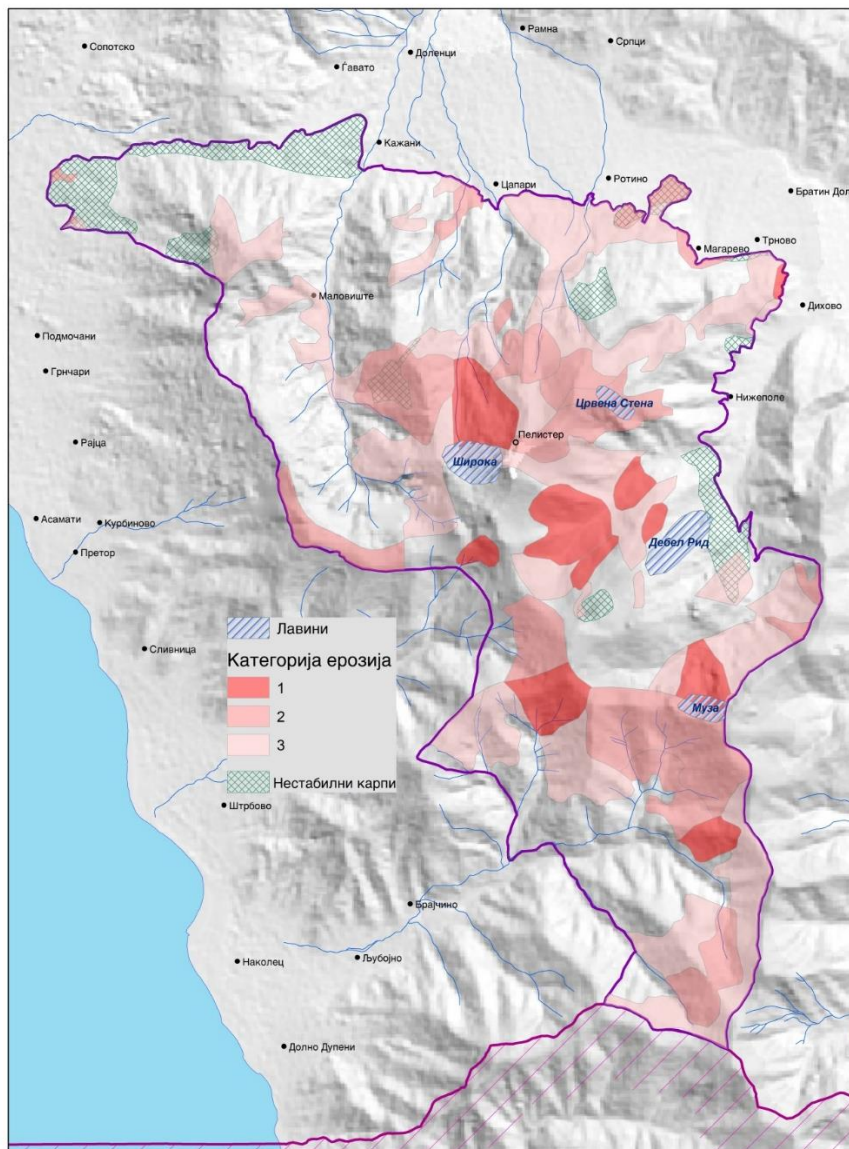 Рамна
Српци
Сопотско
Доленци
Ѓавато
Кажани
Цапари
Ротино
Братин Дол
Трново
Магарево
Маловиште
Дихово
Подмочани
Грнчари
Нижеполе
Црвена Стена
Пелистер
Рајца
Широка
Асамати
Курбиново
Дебел Рид
Претор
Сливница
Лавини
Категорија ерозија
1
2
3
Нестабилни карпи
Муза
Штрбово
Брајчино
Љубојно
Наколец
Долно Дупени